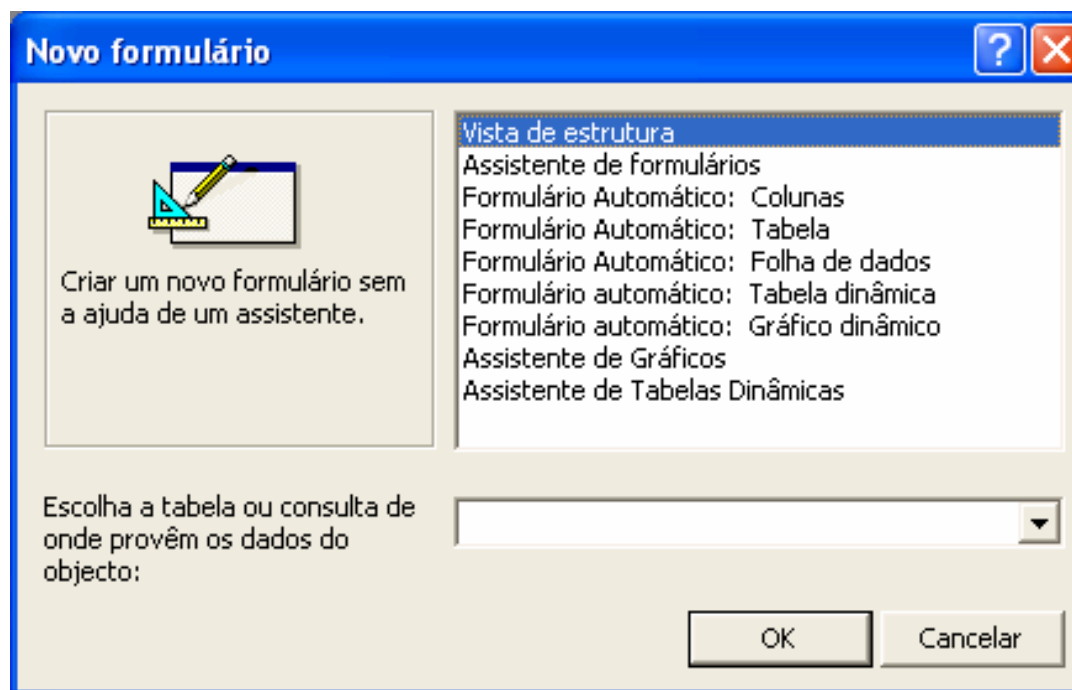 Novo formulário
Vista de estrutura
Assistente de formulários
Formulário Automático:  Colunas
Formulário Automático:  Tabela
Formulário Automático:  Folha de dados
Formulário automático:  Tabela dinâmica
Formulário automático:  Gráfico dinâmico
Assistente de Gráficos
Assistente de Tabelas Dinâmicas
Criar um novo formulário sem
a ajuda de um assistente.
Escolha a tabela ou consulta de
onde provêm os dados do
objecto:
OK
Cancelar